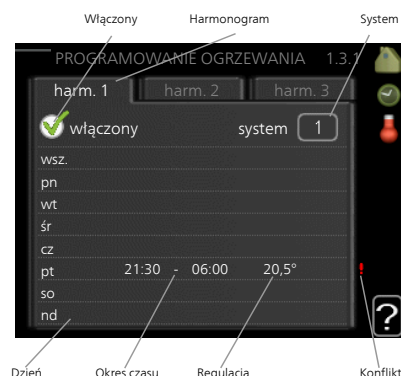 Włączony Harmonogram System
PROGRAMOWANIE OGRZEWANIA 1.3.1
harm. 1 harm. 2 harm. 3
włączony system 1
wsz.
pn
wt
śr
cz
pt 21:30 - 06:00 20,5°
so
nd
Dzień Okres czasu Regulacja Konflikt